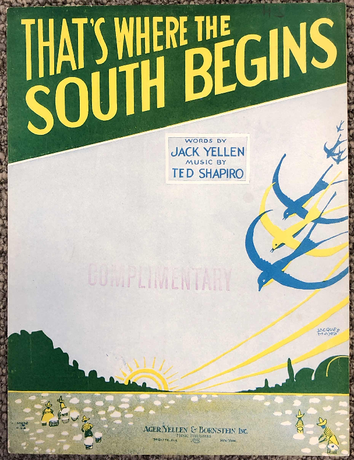 THAT'S WHERE THE
SOUTH BEGINS
WORDS BY
JACK YELLEN
MUSIC BY
TED SHAPIRO
COMPLIMENTARY
AGER, YELLEN & BORNSTEIN Inc.